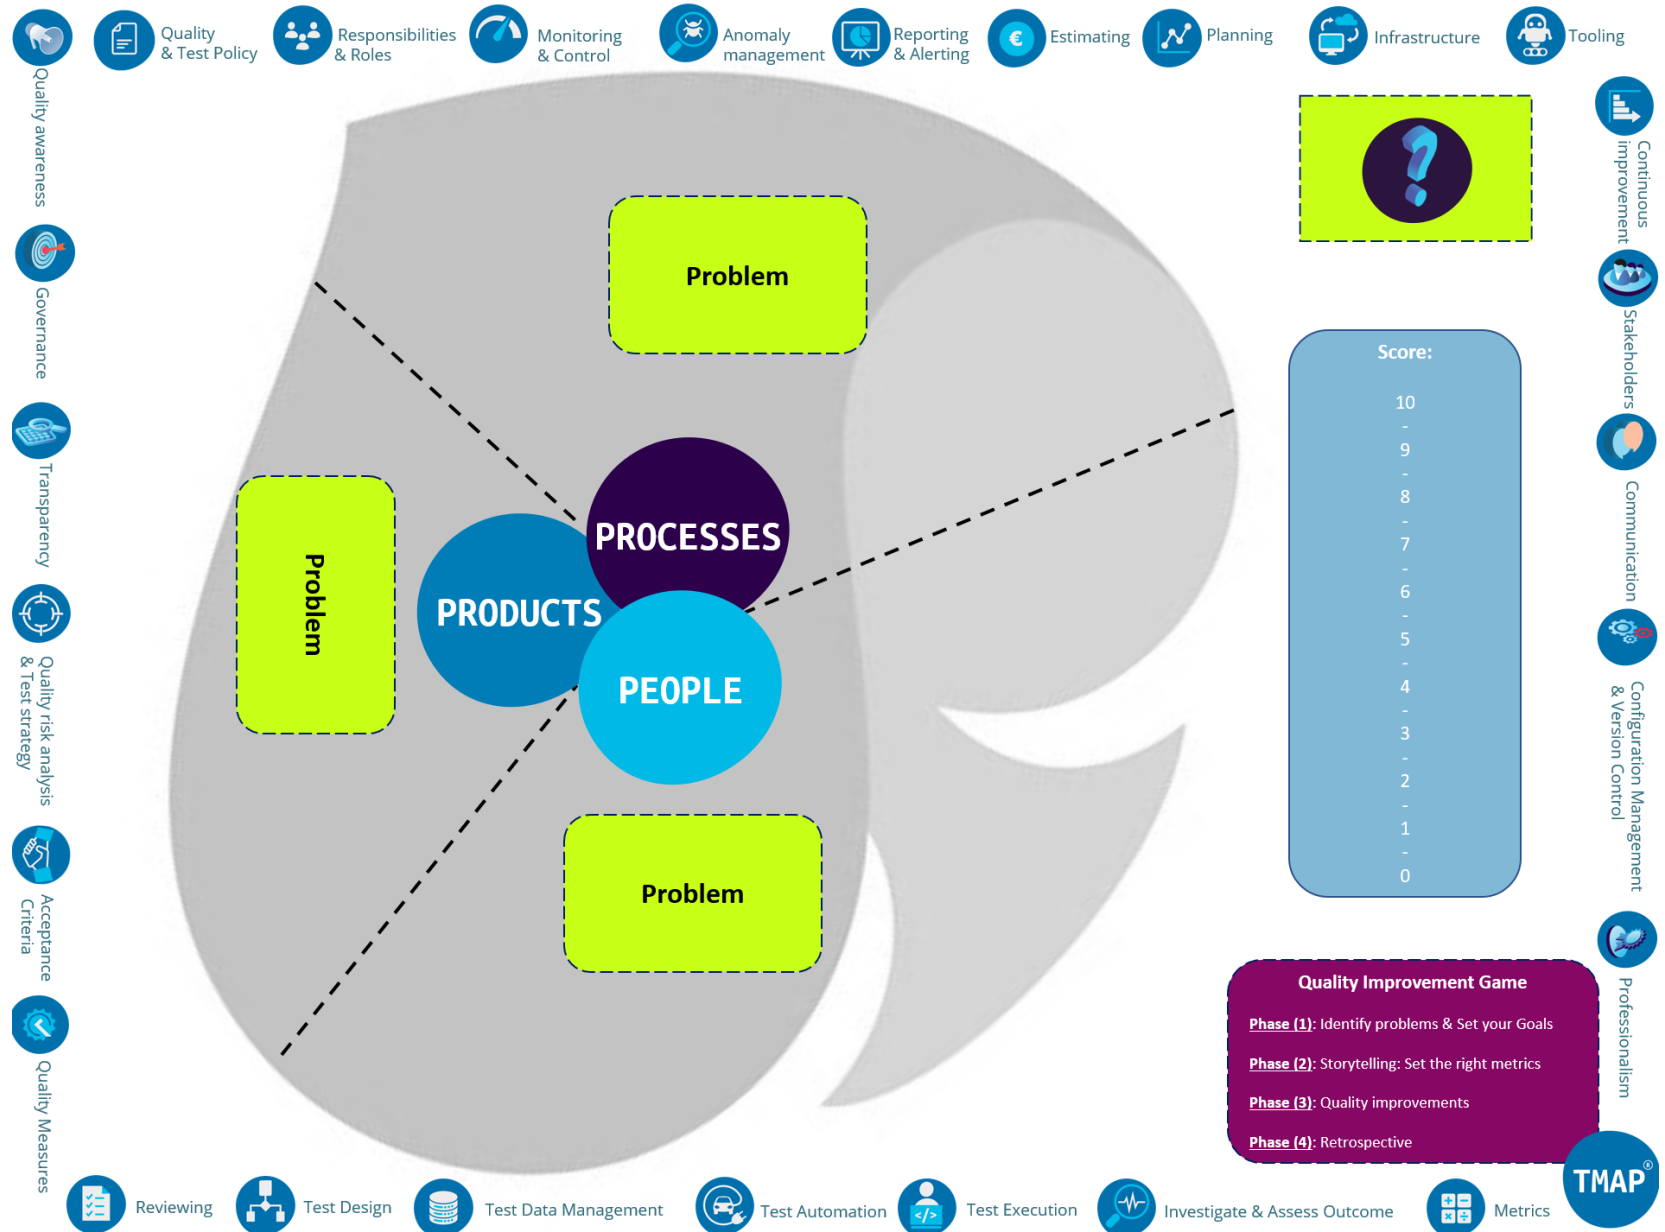 Quality
& Test Policy
Responsibilities
& Roles
Monitoring
& Control
Anomaly
management
Reporting
& Alerting
€
Estimating
Planning
Infrastructure
Tooling
Quality awareness
Governance
Transparency
Quality risk analysis
& Test strategy
Acceptance
Criteria
Quality Measures
?
Problem
Problem
Problem
PROCESSES
PRODUCTS
PEOPLE
Score:
10
-
9
-
8
-
7
-
6
-
5
-
4
-
3
-
2
-
1
-
0
Continuous
improvement
Stakeholders
Communication
Configuration Management
& Version Control
Professionalism
Quality Improvement Game
Phase (1): Identify problems & Set your Goals
Phase (2): Storytelling: Set the right metrics
Phase (3): Quality improvements
Phase (4): Retrospective
TMAP®
Reviewing
Test Design
Test Data Management
Test Automation
</>
Test Execution
Investigate & Assess Outcome
Metrics